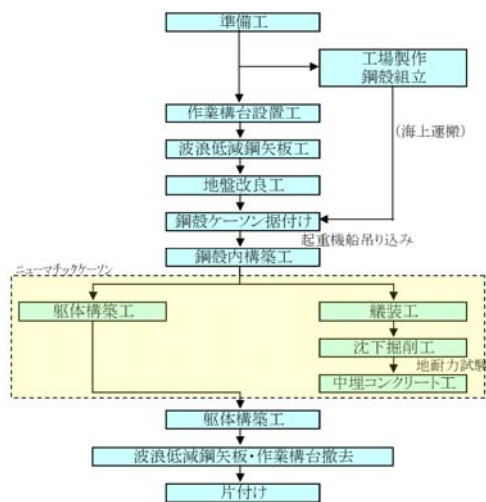 準備工
工場製作
鋼殻組立
作業構台設置工
(海上運搬)
波浪低減鋼矢板工
地盤改良工
鋼殻ケーソン据付け
起重機船吊り込み
鋼殻内構築工
ニューマチックケーソン
躯体構築工
艤装工
沈下掘削工
地耐力試験
中埋コンクリート工
躯体構築工
波浪低減鋼矢板・作業構台撤去
片付け